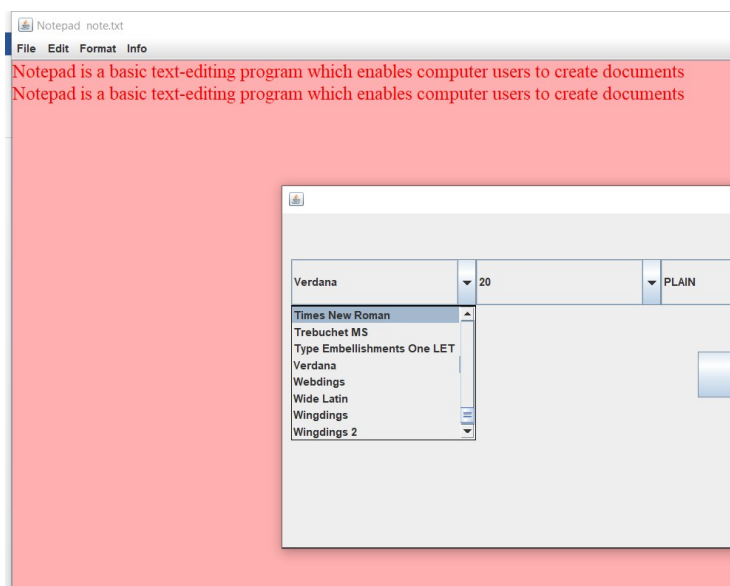 Notepad note.txt
File Edit Format Info
Notepad is a basic text-editing program which enables computer users to create documents
Notepad is a basic text-editing program which enables computer users to create documents
Verdana 20 PLAIN
Times New Roman
Trebuchet MS
Type Embellishments One LET
Verdana
Webdings
Wide Latin
Wingdings
Wingdings 2